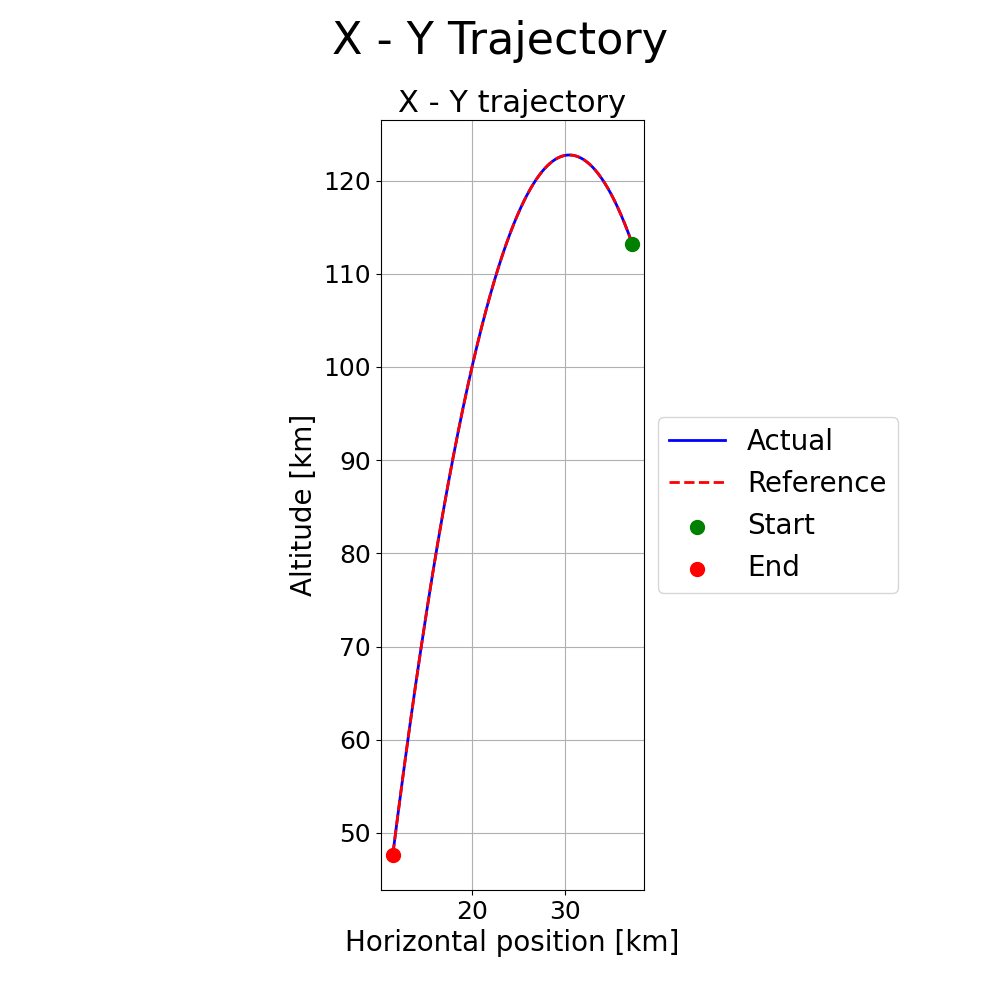 X - Y Trajectory
X - Y trajectory
120
110
100
90
80
70
60
50
Altitude [km]
20 30
Horizontal position [km]
Actual
Reference
Start
End